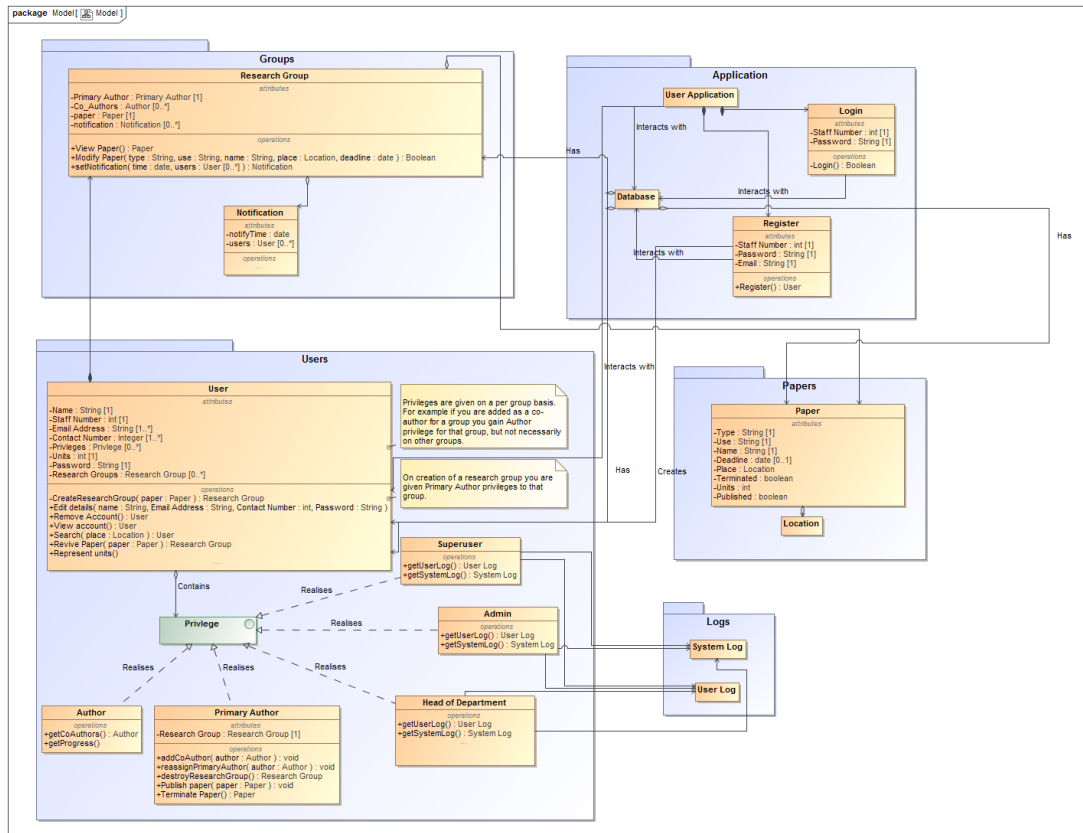 package Model[ Model ]
Groups
Research Group
attributes
-Primary Author : Primary Author [1]
-Co_Authors : Author [0..*]
-paper : Paper [1]
-notification : Notification [0..*]
operations
+View Paper() : Paper
+Modify Paper( type : String, use : String, name : String, place : Location, deadline : date ) : Boolean
+setNotification( time : date, users : User [0..*] ) : Notification
Notification
attributes
-notifyTime : date
-users : User [0..*]
operations
...
Application
User Application
Login
attributes
-Staff Number : int [1]
-Password : String [1]
operations
-Login() : Boolean
Interacts with
Has
Interacts with
Database
Register
attributes
-Staff Number : int [1]
-Password : String [1]
-Email : String [1]
operations
+Register() : User
Interacts with
Has
Users
User
attributes
-Name : String [1]
-Staff Number : int [1]
-Email Address : String [1..*]
-Contact Number : Integer [1..*]
-Privileges : Privilege [0..*]
-Units : int [1]
-Password : String [1]
-Research Groups : Research Group [0..*]
operations
-CreateResearchGroup( paper : Paper ) : Research Group
+Edit details( name : String, Email Address : String, Contact Number : int, Password : String )
+Remove Account() : User
+View account() : User
+Search( place : Location ) : User
+Revive Paper( paper : Paper ) : Research Group
+Represent units()
...
Privileges are given on a per group basis.
For example if you are added as a co-
author for a group you gain Author
privilege for that group, but not necessarily
on other groups.
On creation of a research group you are
given Primary Author privileges to that
group.
Interacts with
Has
Creates
Papers
Paper
attributes
-Type : String [1]
-Use : String [1]
-Name : String [1]
-Deadline : date [0..1]
-Place : Location
-Terminated : boolean
-Units : int
-Published : boolean
Location
Contains
Privilege
Superuser
operations
+getUserLog() : User Log
+getSystemLog() : System Log
Realises
Admin
operations
+getUserLog() : User Log
+getSystemLog() : System Log
Realises
Realises
Realises
Realises
Head of Department
operations
+getUserLog() : User Log
+getSystemLog() : System Log
...
Author
operations
+getCoAuthors() : Author
+getProgress()
Primary Author
attributes
-Research Group : Research Group [1]
operations
+addCoAuthor( author : Author ) : void
+reassignPrimaryAuthor( author : Author ) : void
+destroyResearchGroup() : Research Group
+Publish paper( paper : Paper ) : void
+Terminate Paper() : Paper
Logs
System Log
User Log